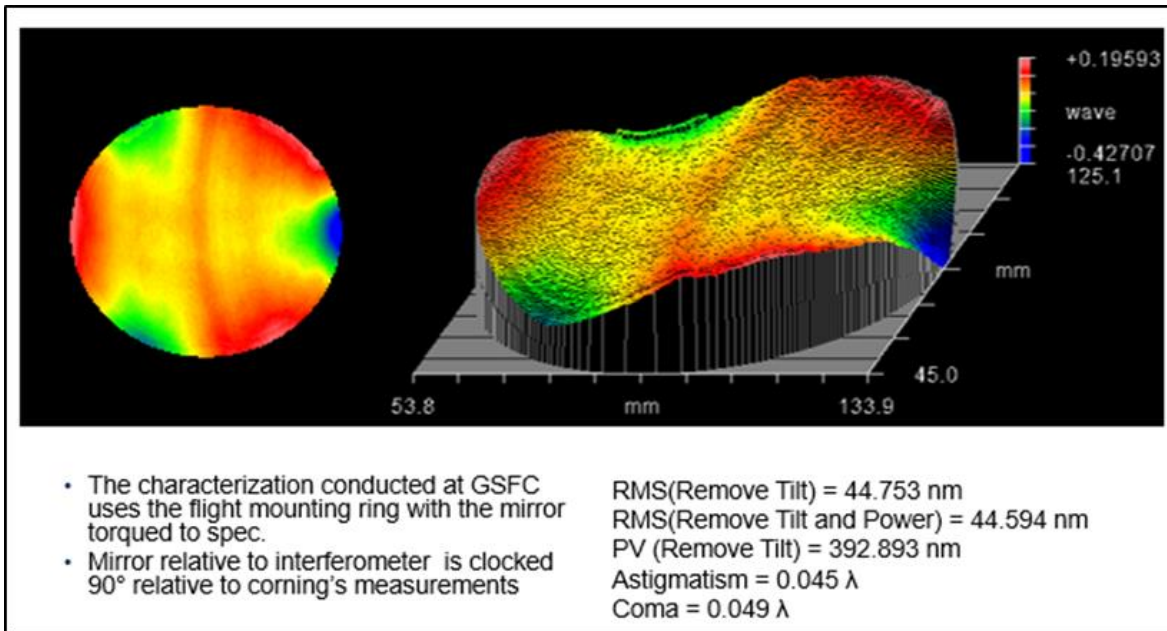 +0.19593
wave
-0.42707
125.1
mm
45.0
53.8 mm 133.9
• The characterization conducted at GSFC
uses the flight mounting ring with the mirror
torqued to spec.
• Mirror relative to interferometer is clocked
90° relative to corning's measurements
RMS(Remove Tilt) = 44.753 nm
RMS(Remove Tilt and Power) = 44.594 nm
PV (Remove Tilt) = 392.893 nm
Astigmatism = 0.045 λ
Coma = 0.049 λ